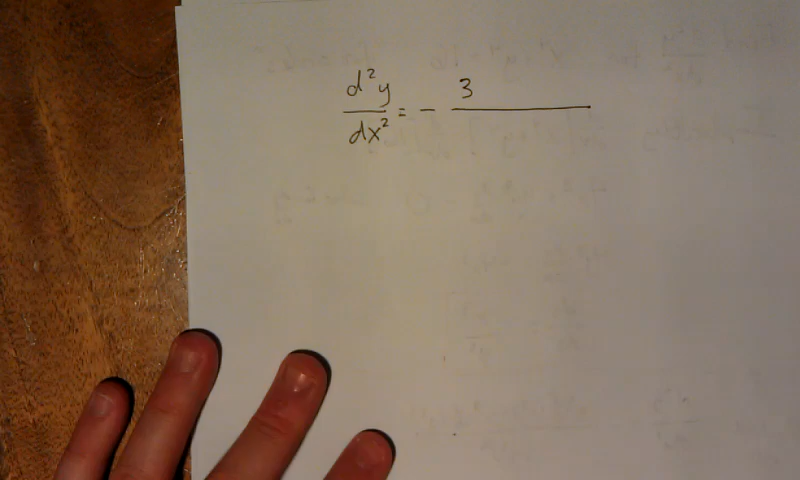 d²y 3
— = - ———
dx²